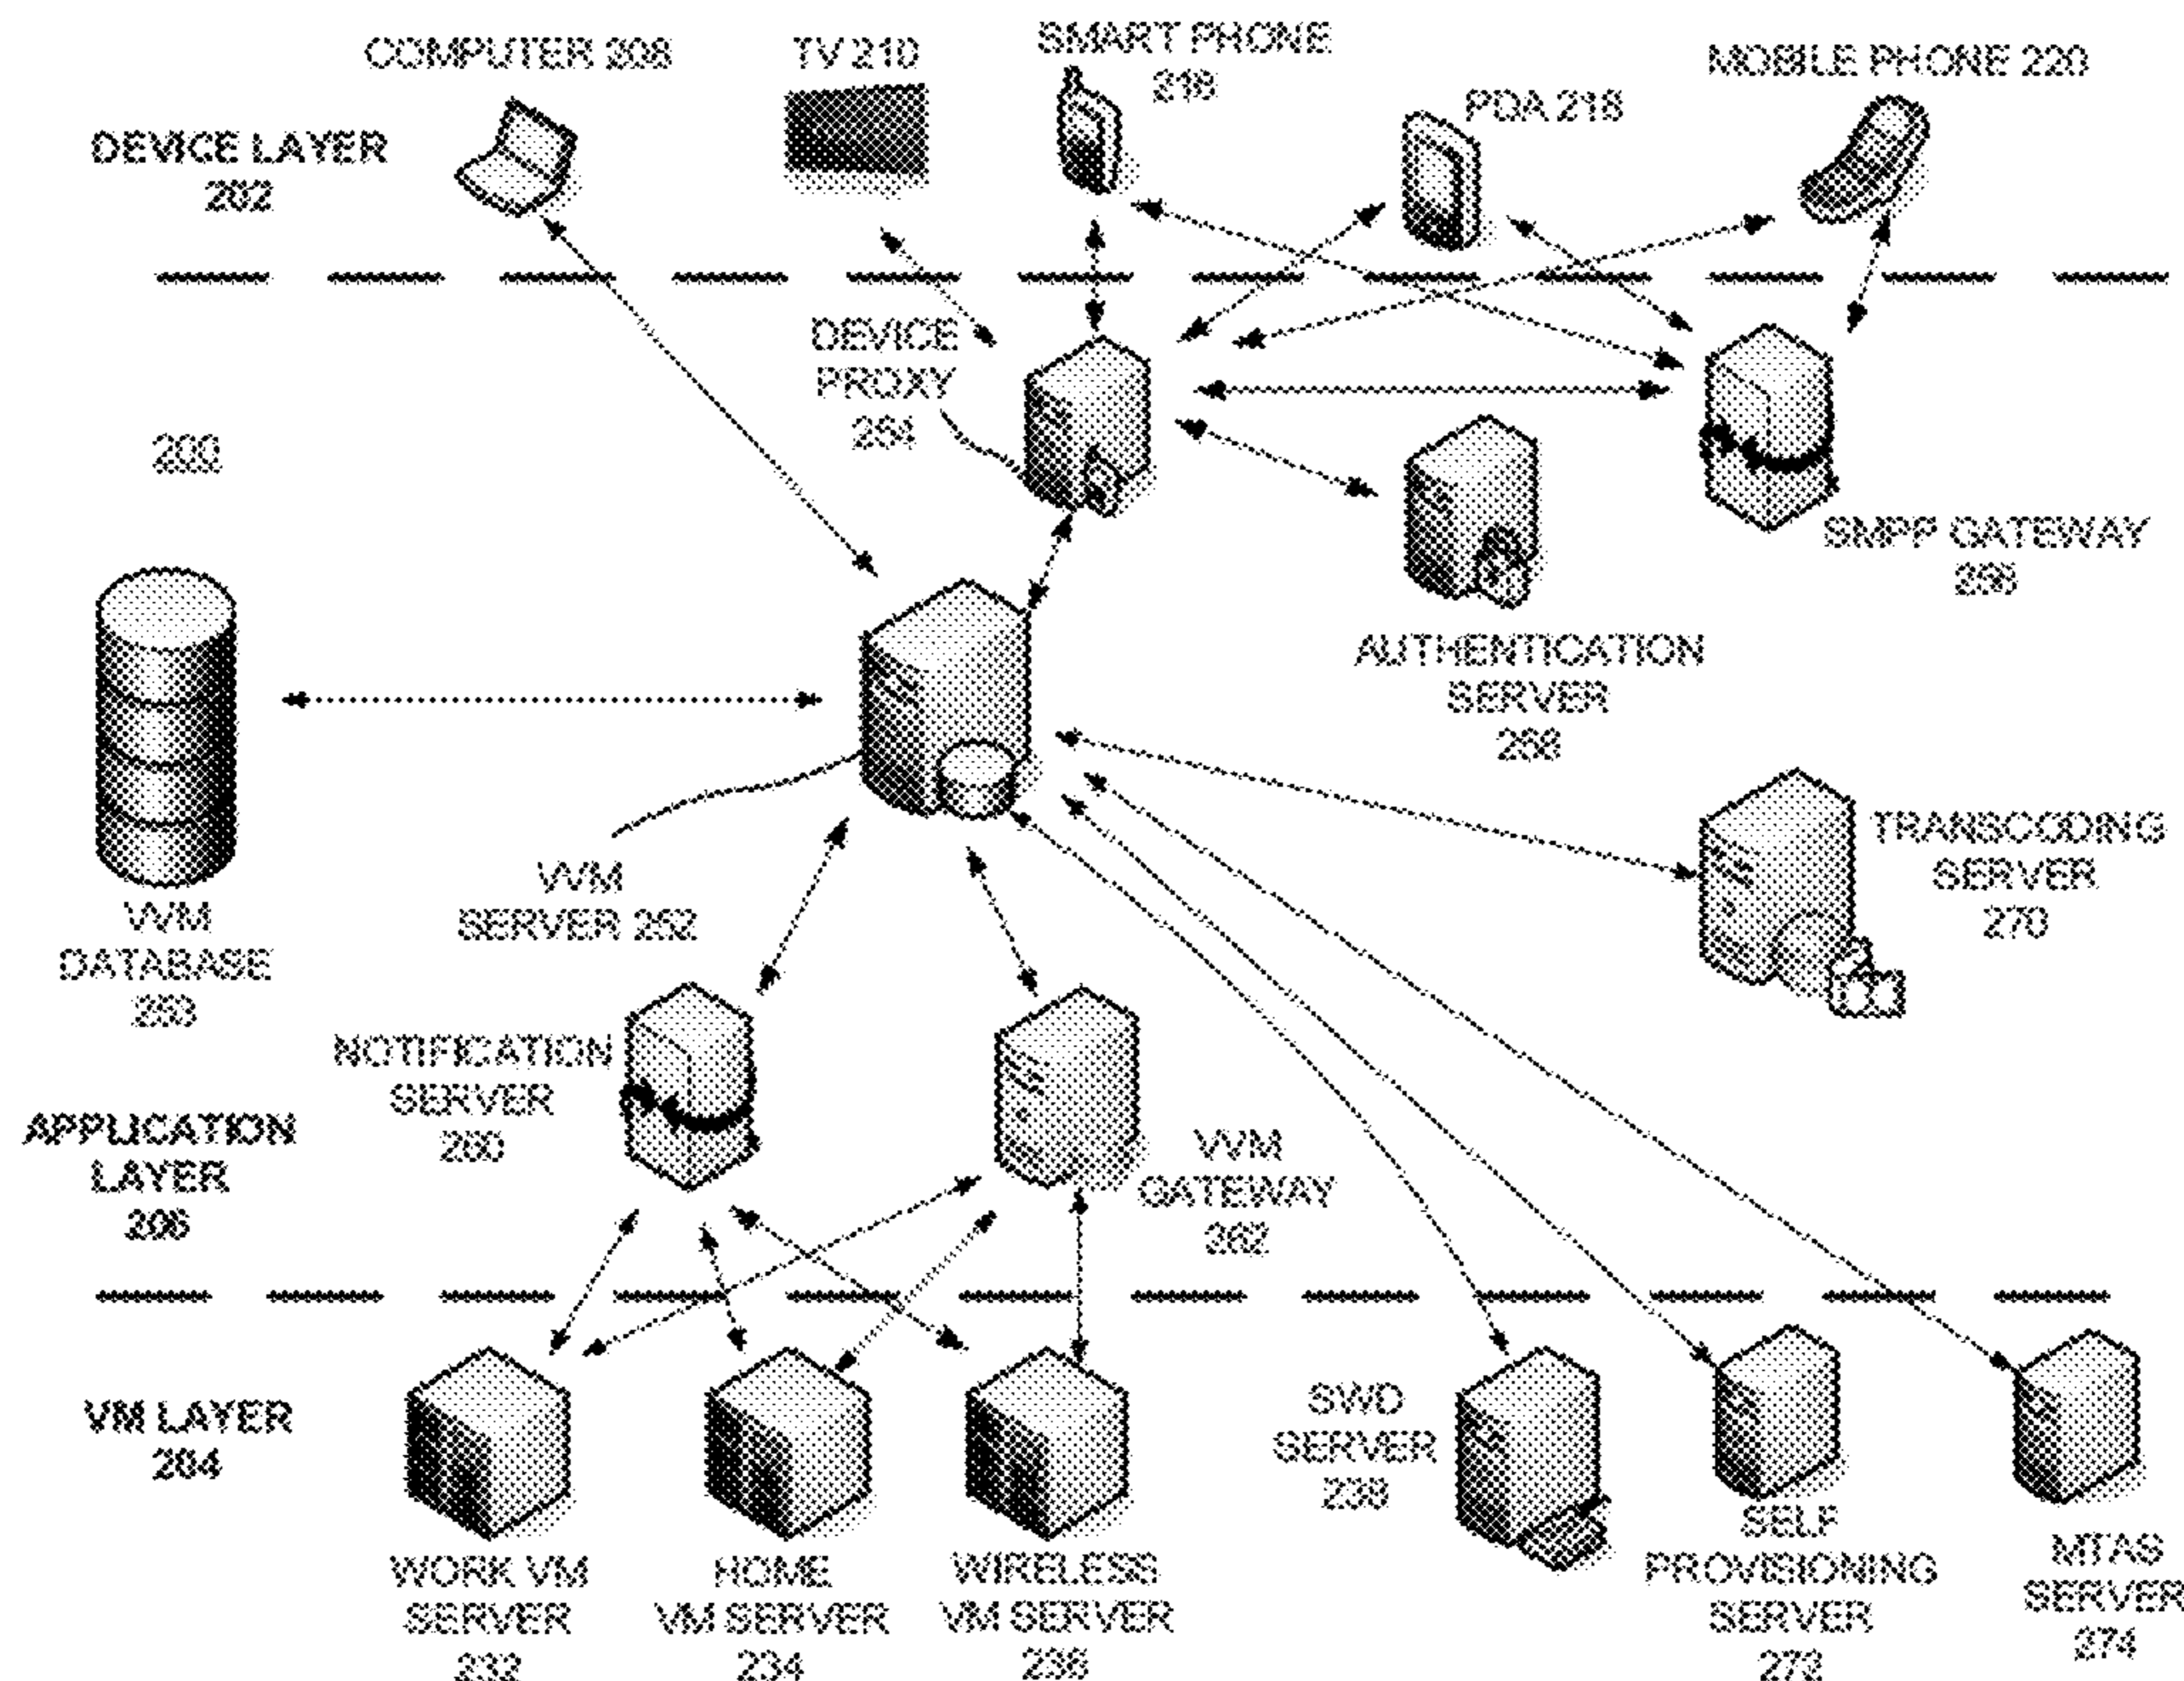 COMPUTER 208
TV 210
SMART PHONE
216
PDA 218
MOBILE PHONE 220
DEVICE LAYER
202
DEVICE
PROXY
264
200
SMPP GATEWAY
AUTHENTICATION
SERVER
268
TRANSCODING
SERVER
270
VVM
SERVER 252
VVM
DATABASE
NOTIFICATION
SERVER
260
APPLICATION
LAYER
206
VVM
GATEWAY
262
VM LAYER
204
SWD
SERVER
238
WORK VM
SERVER
232
HOME
VM SERVER
234
WIRELESS
VM SERVER
236
SELF
PROVISIONING
SERVER
272
MTAS
SERVER
274